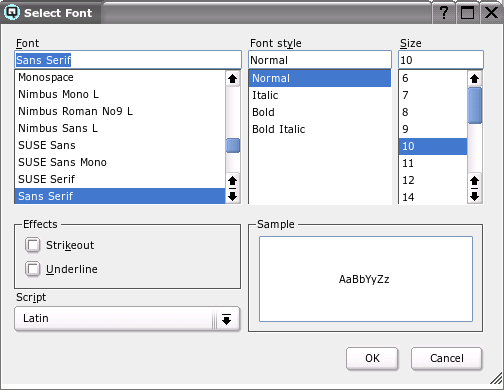 Select Font
Font
Sans Serif
Monospace
Nimbus Mono L
Nimbus Roman No9 L
Nimbus Sans L
SUSE Sans
SUSE Sans Mono
SUSE Serif
Sans Serif
Font style
Normal
Normal
Italic
Bold
Bold Italic
Size
10
6
7
8
9
10
11
12
14
Effects
Strikeout
Underline
Script
Latin
Sample
AaBbYyZz
OK
Cancel